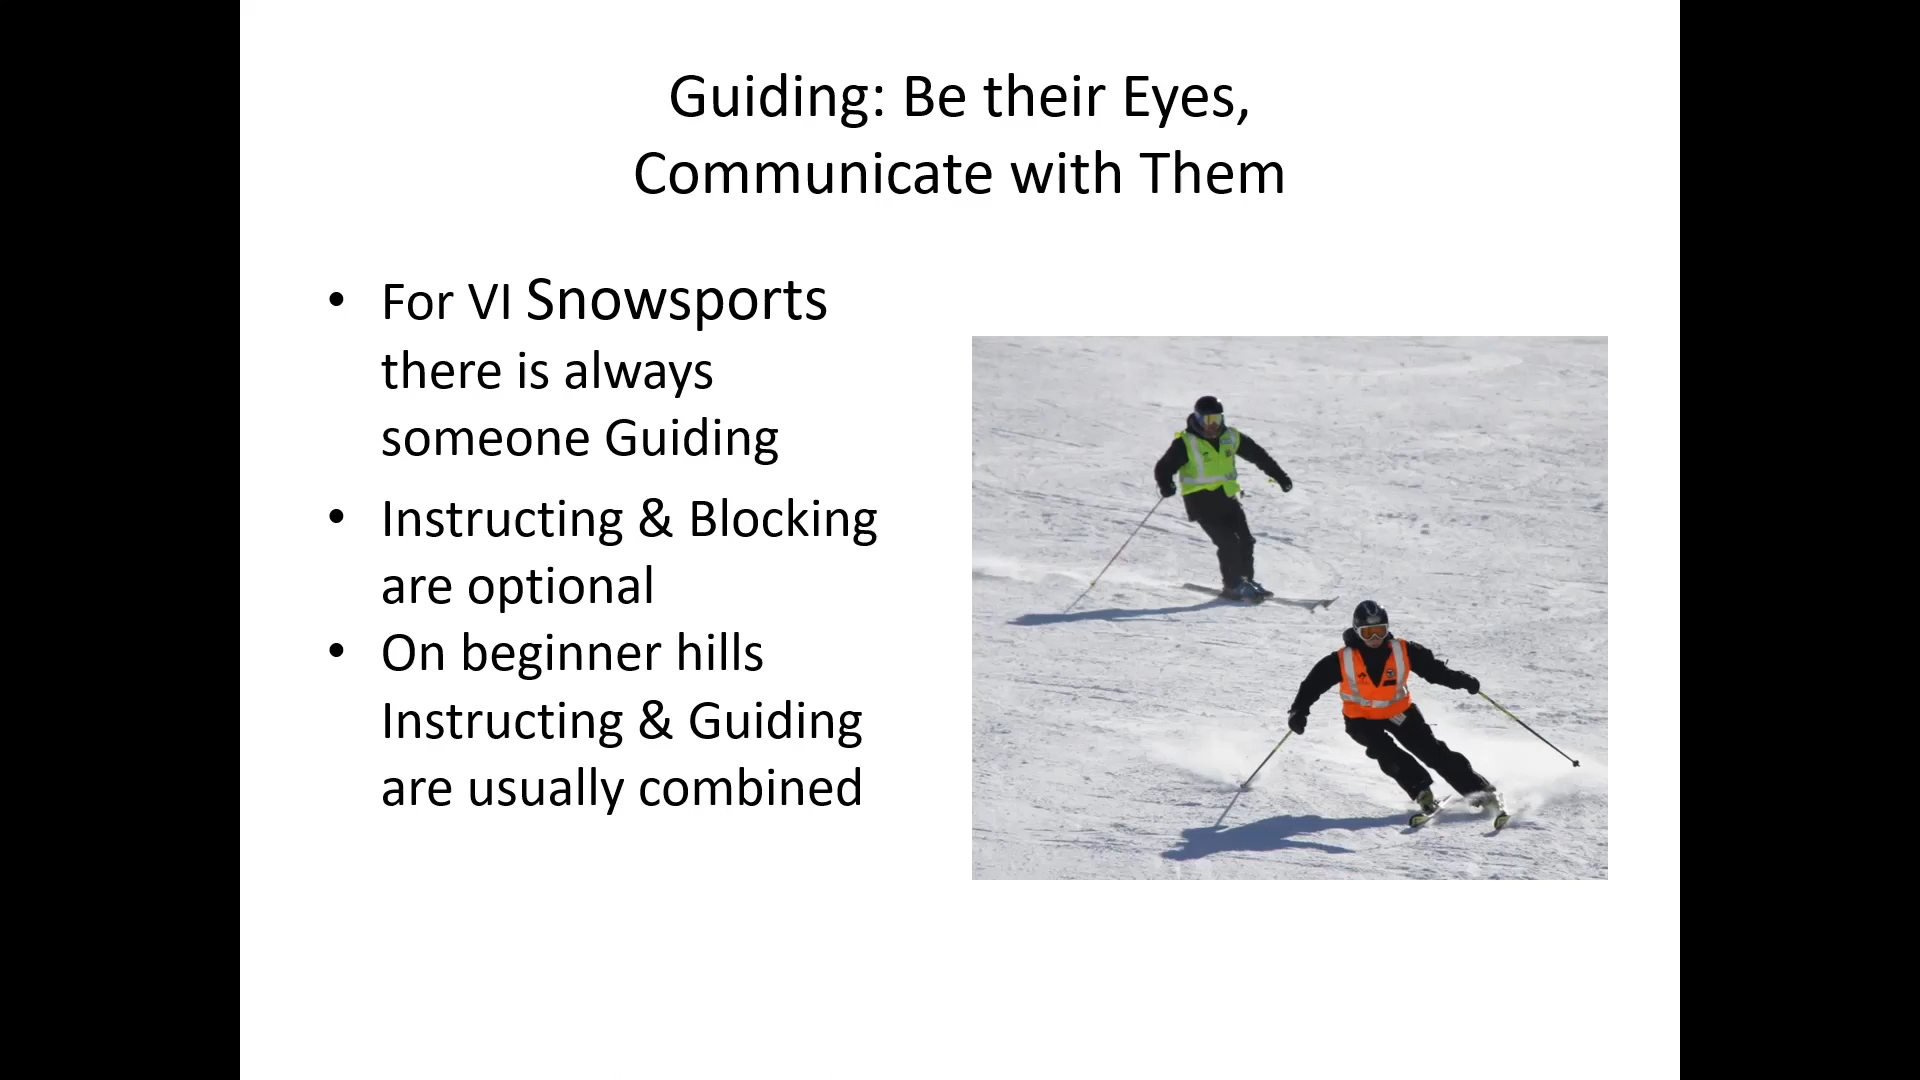 Guiding: Be their Eyes,
Communicate with Them
• For VI Snowsports
there is always
someone Guiding
• Instructing & Blocking
are optional
• On beginner hills
Instructing & Guiding
are usually combined